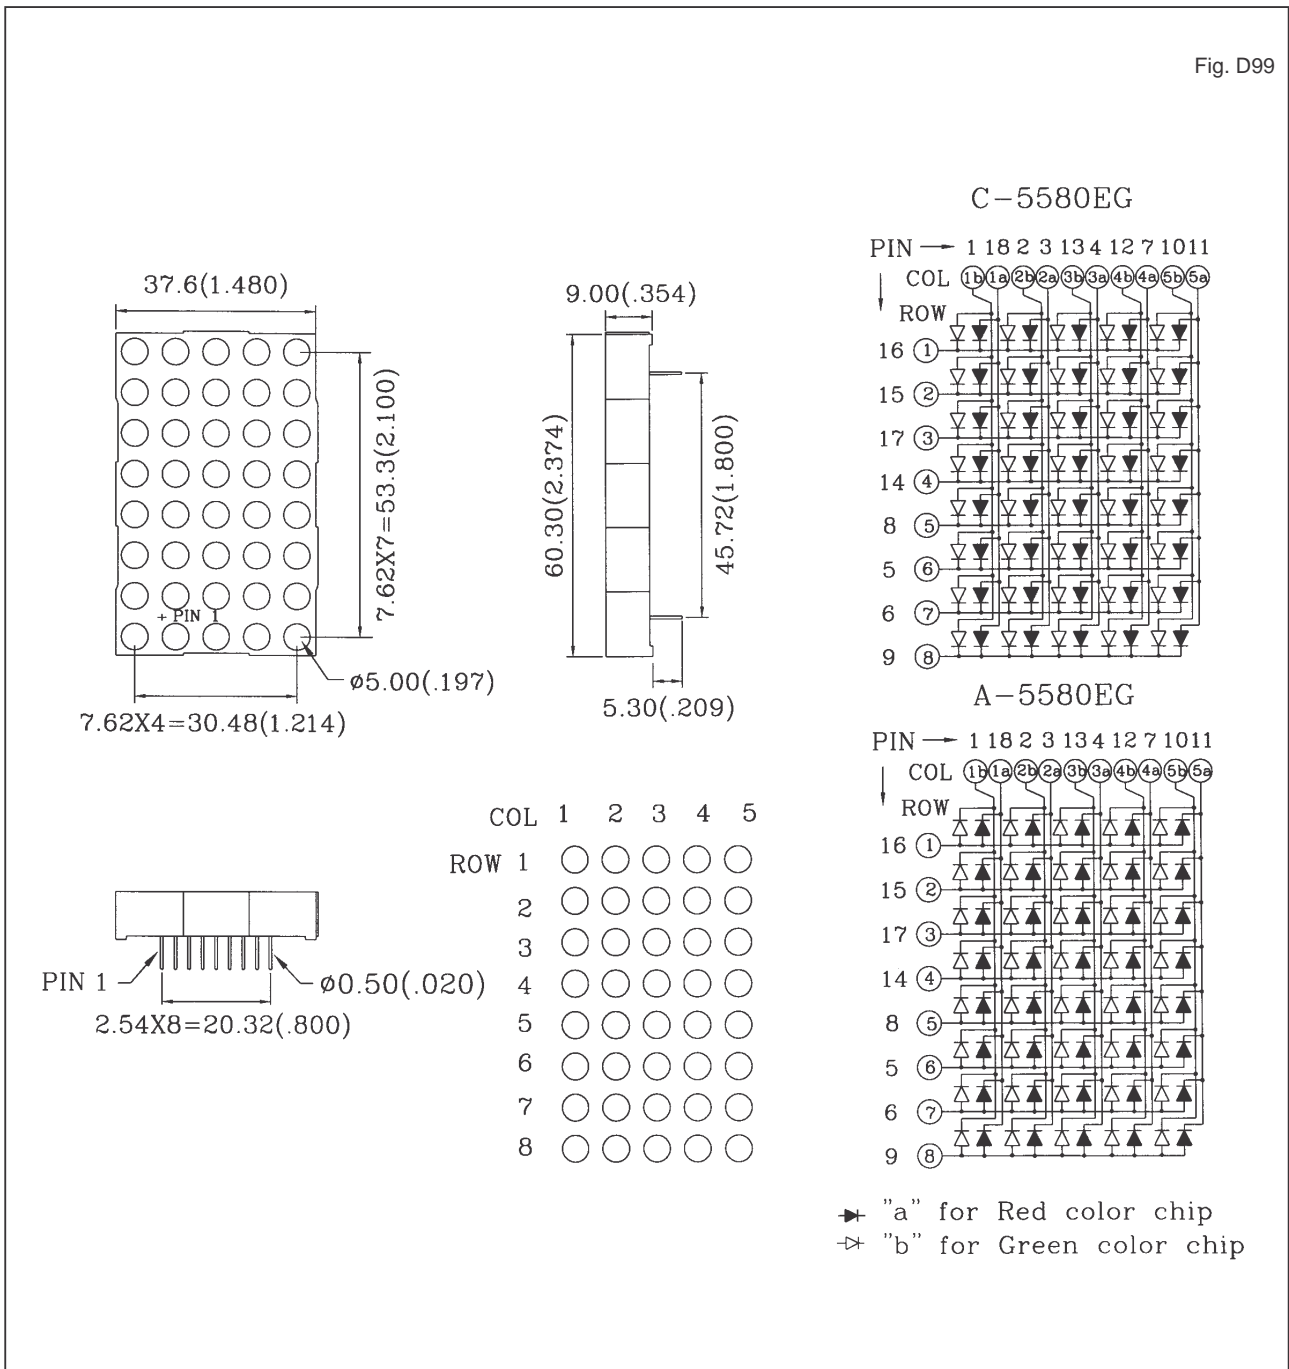 Fig. D99
37.6(1.480)
7.62X7=53.3(2.100)
+ PIN 1
ø5.00(.197)
7.62X4=30.48(1.214)
9.00(.354)
60.30(2.374)
45.72(1.800)
5.30(.209)
C-5580EG
PIN 1 18 2 3 13 4 12 7 10 11
COL 1b 1a 2b 2a 3b 3a 4b 4a 5b 5a
ROW
16 1
15 2
17 3
14 4
8 5
5 6
6 7
9 8
A-5580EG
PIN 1 18 2 3 13 4 12 7 10 11
COL 1b 1a 2b 2a 3b 3a 4b 4a 5b 5a
ROW
16 1
15 2
17 3
14 4
8 5
5 6
6 7
9 8
PIN 1
ø0.50(.020)
2.54X8=20.32(.800)
COL 1 2 3 4 5
ROW 1
2
3
4
5
6
7
8
"a" for Red color chip
"b" for Green color chip